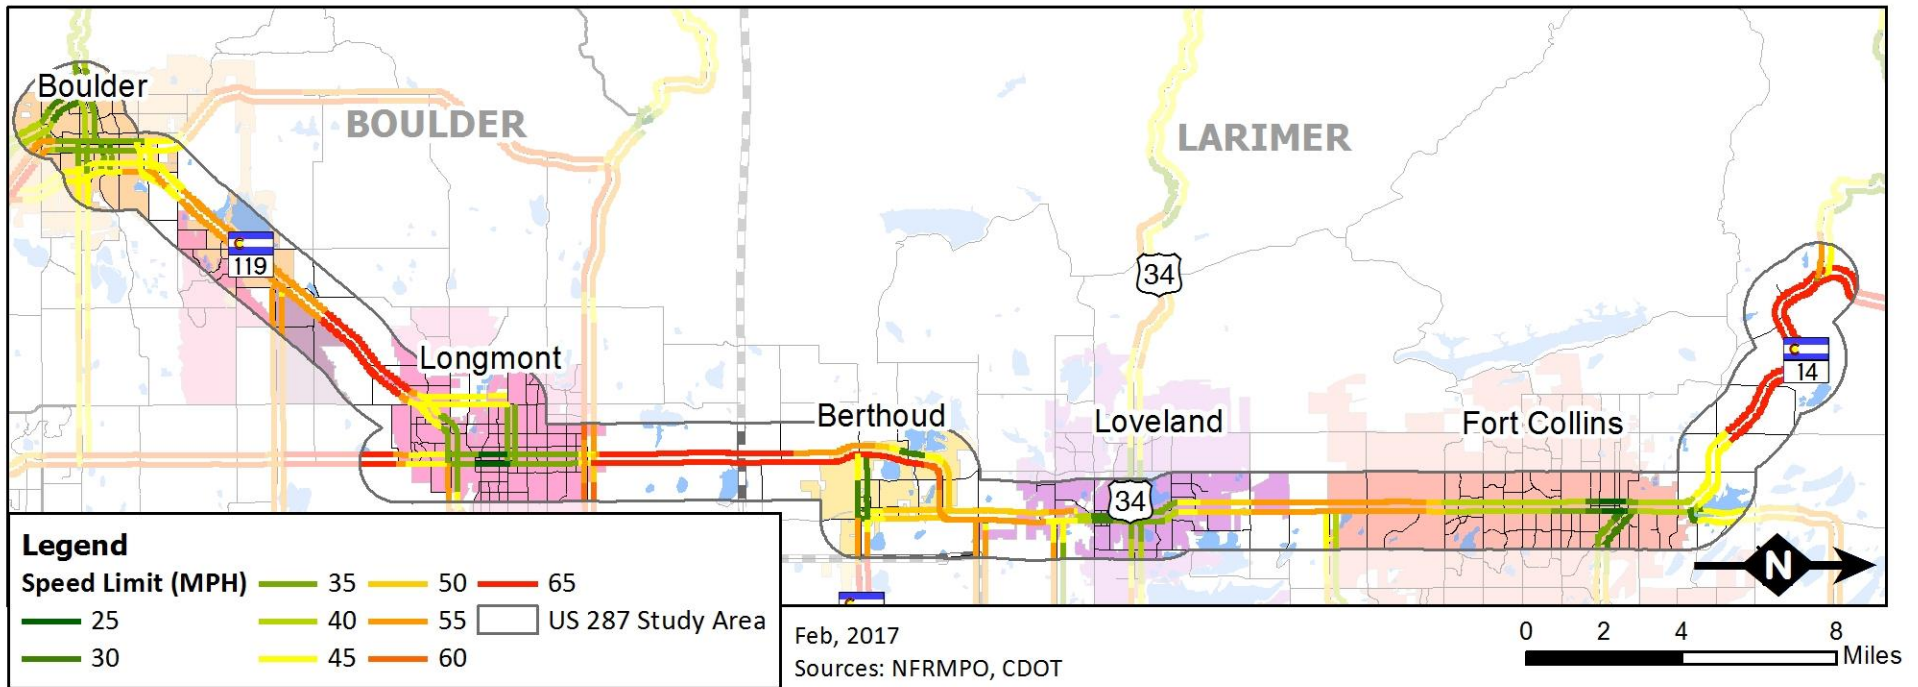 Boulder
BOULDER
LARIMER
119
34
Longmont
14
Berthoud
Loveland
Fort Collins
34
N
Legend
Speed Limit (MPH)
25
30
35
40
45
50
55
60
65
US 287 Study Area
Feb, 2017
Sources: NFRMPO, CDOT
0 2 4 8
Miles